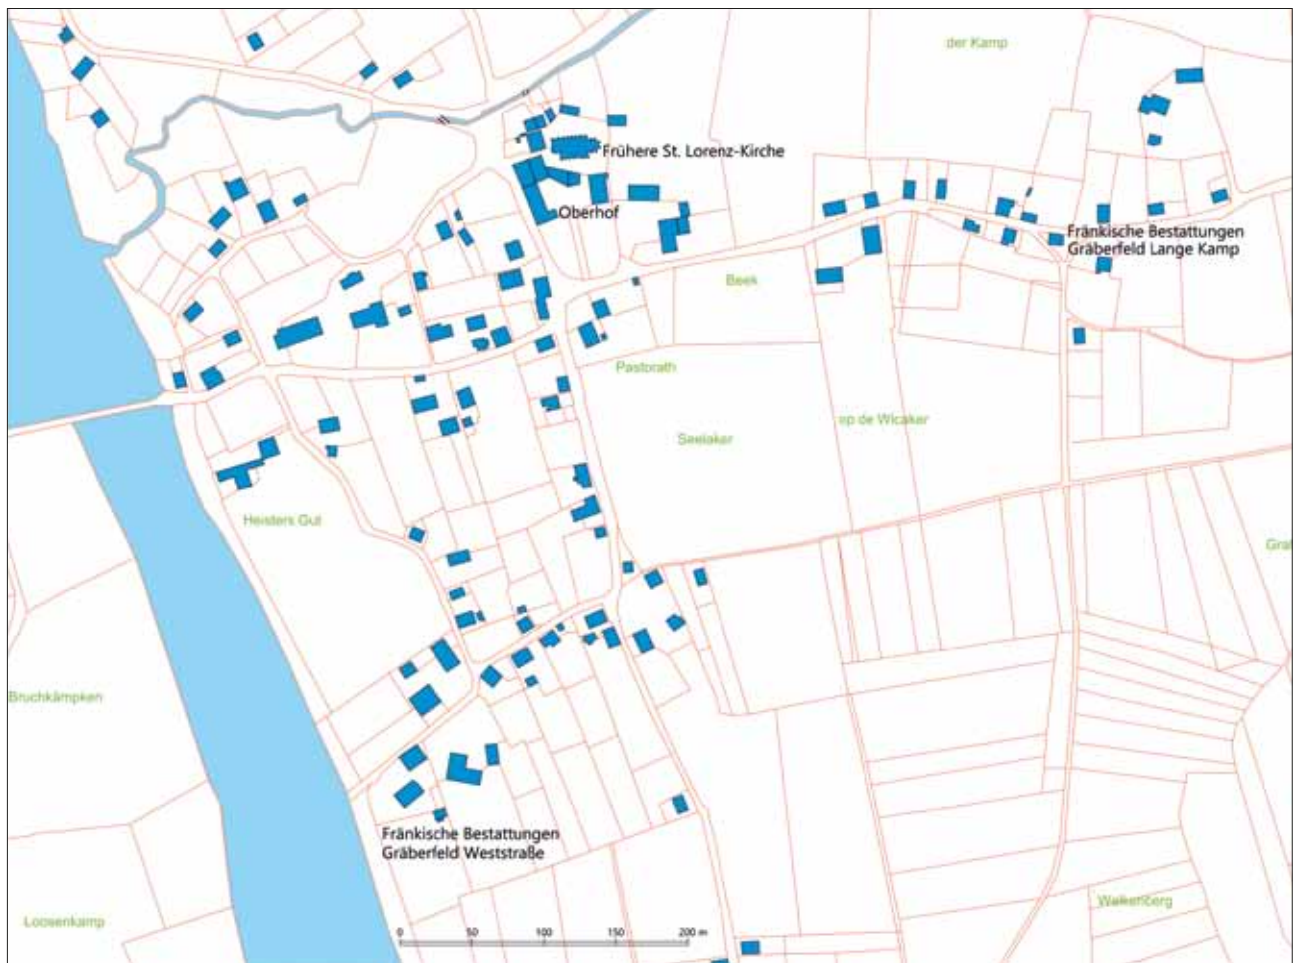 der Kamp
Frühere St. Lorenz-Kirche
Oberhof
Fränkische Bestattungen
Gräberfeld Lange Kamp
Beek
Pastorath
op de Wicaker
Seelaker
Heisters Gut
Graf
Bruchkämpken
Fränkische Bestattungen
Gräberfeld Weststraße
Walkenberg
Loosenkamp
0 50 100 150 200 m